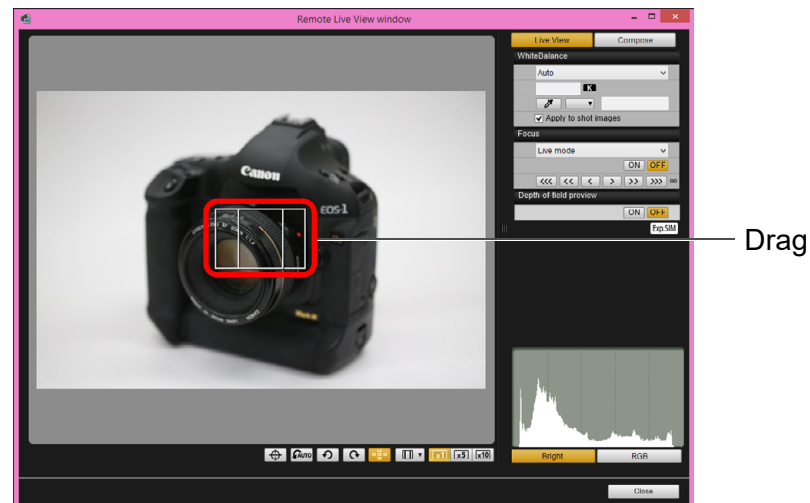 Remote Live View window
Live View
Compose
WhiteBalance
Auto
K
Apply to shot images
Focus
Live mode
ON OFF
<<< << < > >> >>> ∞
Depth of field preview
ON OFF
Exp.SIM
Drag
Canon
EOS-1
AUTO
x1 x5 x10
Bright
RGB
Close